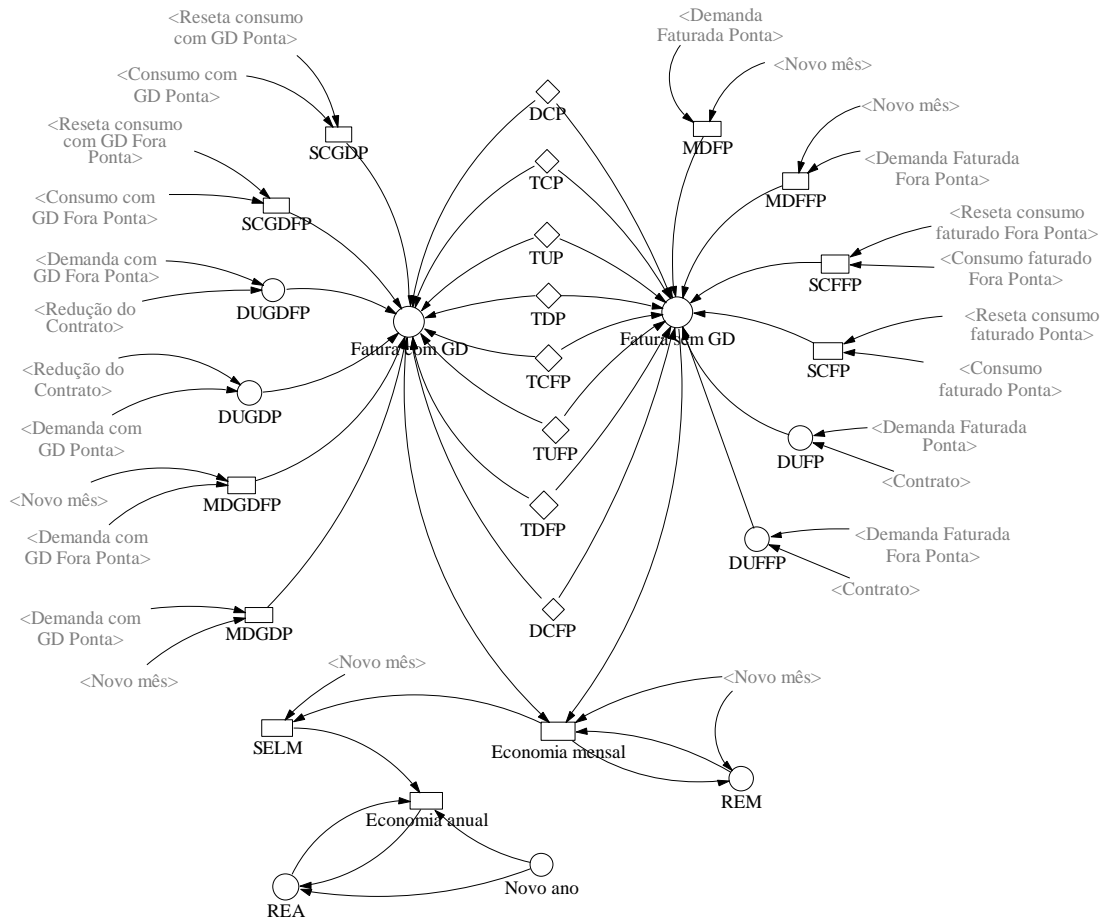 <Reseta consumo
com GD Ponta>
<Consumo com
GD Ponta>
SCGDP
<Reseta consumo
com GD Fora
Ponta>
<Consumo com
GD Fora Ponta>
SCGDFP
<Demanda com
GD Fora Ponta>
<Redução do
Contrato>
DUGDFP
<Redução do
Contrato>
<Demanda com
GD Ponta>
DUGDP
<Novo mês>
<Demanda com
GD Fora Ponta>
MDGDFP
<Demanda com
GD Ponta>
<Novo mês>
MDGDP
Fatura com GD
DCP
TCP
TUP
TDP
TCFP
TUFP
TDFP
DCFP
Fatura sem GD
<Demanda
Faturada Ponta>
<Novo mês>
MDFP
<Novo mês>
<Demanda Faturada
Fora Ponta>
MDFFP
<Reseta consumo
faturado Fora Ponta>
<Consumo faturado
Fora Ponta>
SCFFP
<Reseta consumo
faturado Ponta>
<Consumo
faturado Ponta>
SCFP
<Demanda Faturada
Ponta>
<Contrato>
DUFP
<Demanda Faturada
Fora Ponta>
<Contrato>
DUFFP
<Novo mês>
SELM
<Novo mês>
Economia mensal
REM
Economia anual
REA
Novo ano